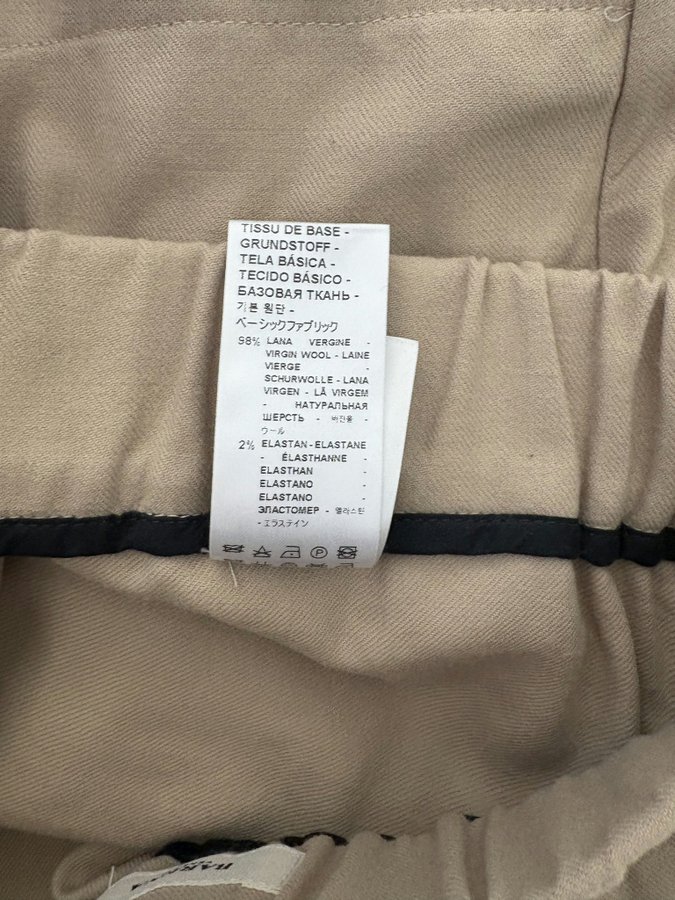 TISSU DE BASE -
GRUNDSTOFF -
TELA BÁSICA -
TECIDO BÁSICO -
БАЗОВАЯ ТКАНЬ -
기본 원단 -
ベーシックファブリック
98% LANA VERGINE -
VIRGIN WOOL - LAINE
VIERGE -
SCHURWOLLE - LANA
VIRGEN - LÃ VIRGEM
- НАТУРАЛЬНАЯ
ШЕРСТЬ - 버진울 -
ウール
2% ELASTAN - ELASTANE
- ÉLASTHANNE -
ELASTHAN -
ELASTANO -
ELASTANO -
ЭЛАСТОМЕР - 엘라스틴
- エラステイン
P